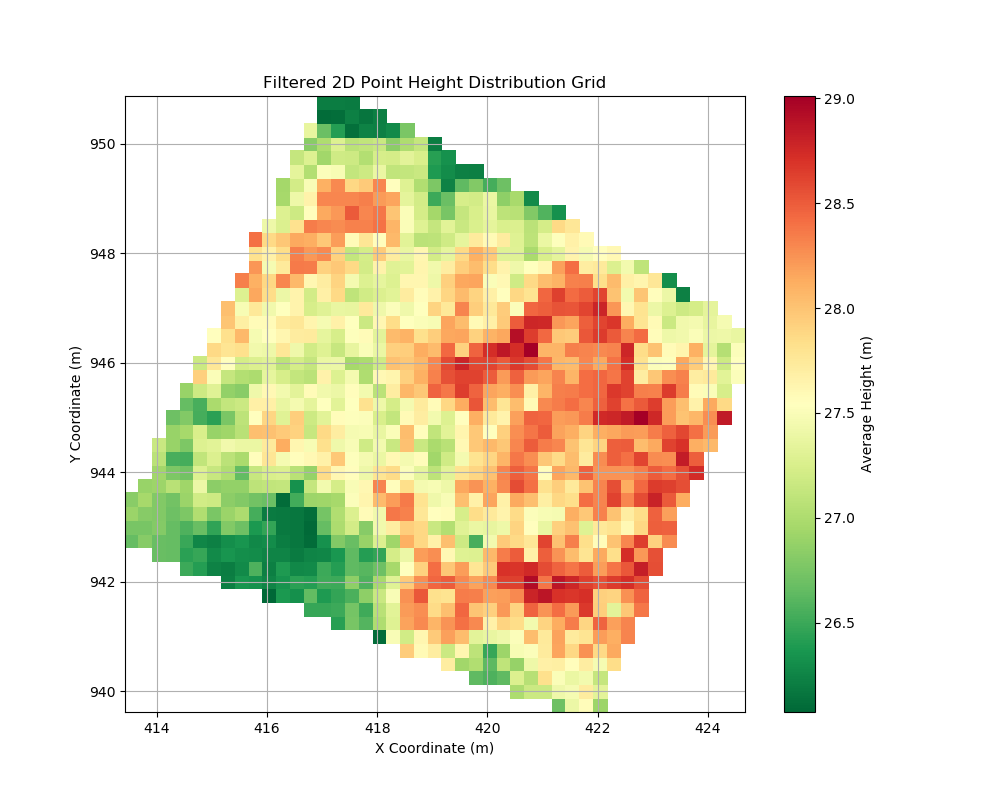 Filtered 2D Point Height Distribution Grid
950
948
946
944
942
940
Y Coordinate (m)
414 416 418 420 422 424
X Coordinate (m)
29.0
28.5
28.0
27.5
27.0
26.5
Average Height (m)